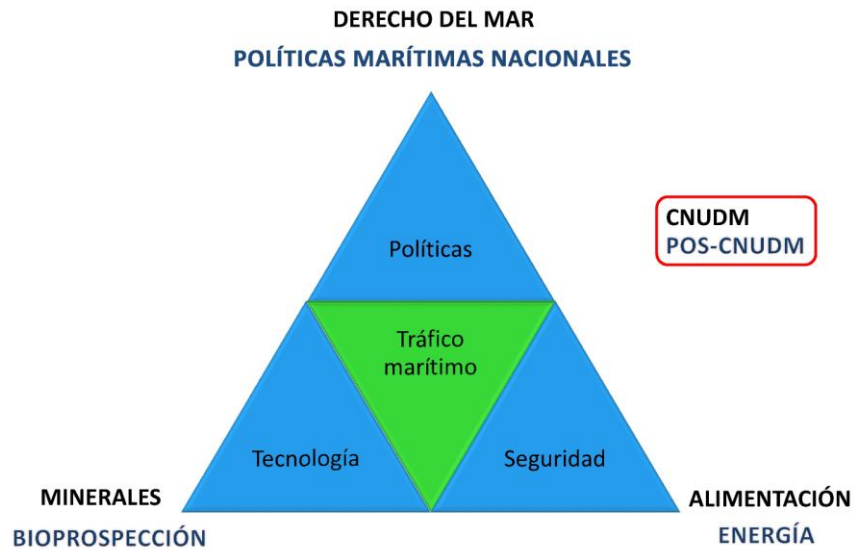 DERECHO DEL MAR
POLÍTICAS MARÍTIMAS NACIONALES
CNUDM
POS-CNUDM
Políticas
Tráfico
marítimo
Tecnología
Seguridad
MINERALES
BIOPROSPECCIÓN
ALIMENTACIÓN
ENERGÍA